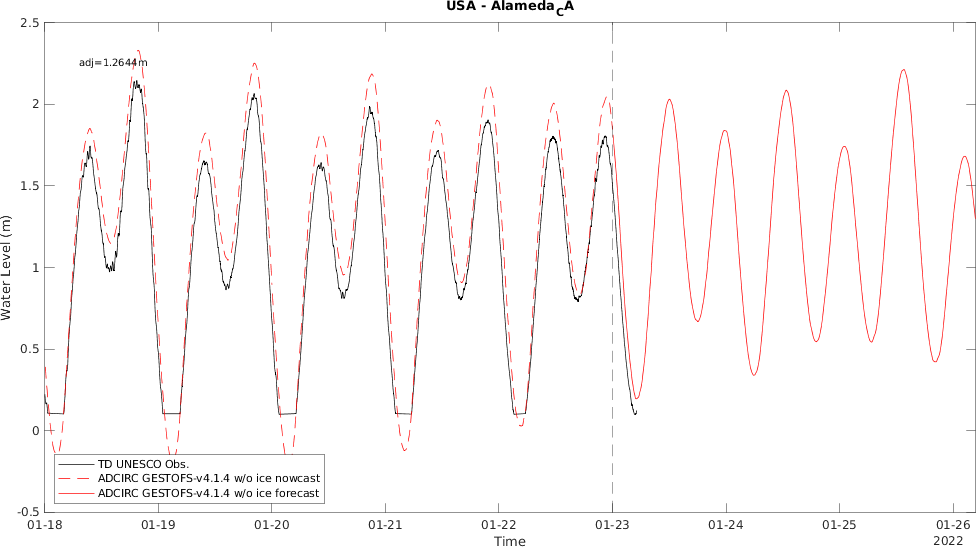 USA - AlamedaCA
2.5
adj=1.2644m
2
1.5
1
0.5
0
-0.5
Water Level (m)
TD UNESCO Obs.
ADCIRC GESTOFS-v4.1.4 w/o ice nowcast
ADCIRC GESTOFS-v4.1.4 w/o ice forecast
01-18 01-19 01-20 01-21 01-22 01-23 01-24 01-25 01-26
Time 2022